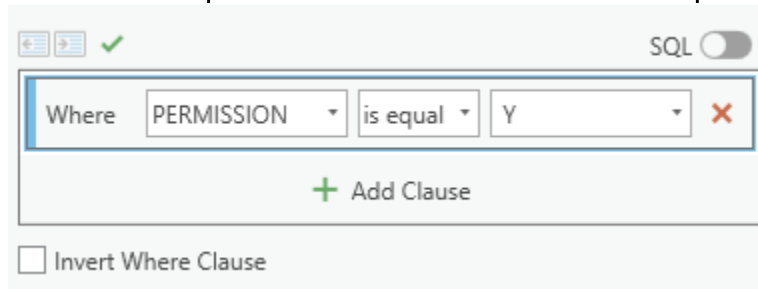 SQL
Where PERMISSION is equal Y
Add Clause
Invert Where Clause